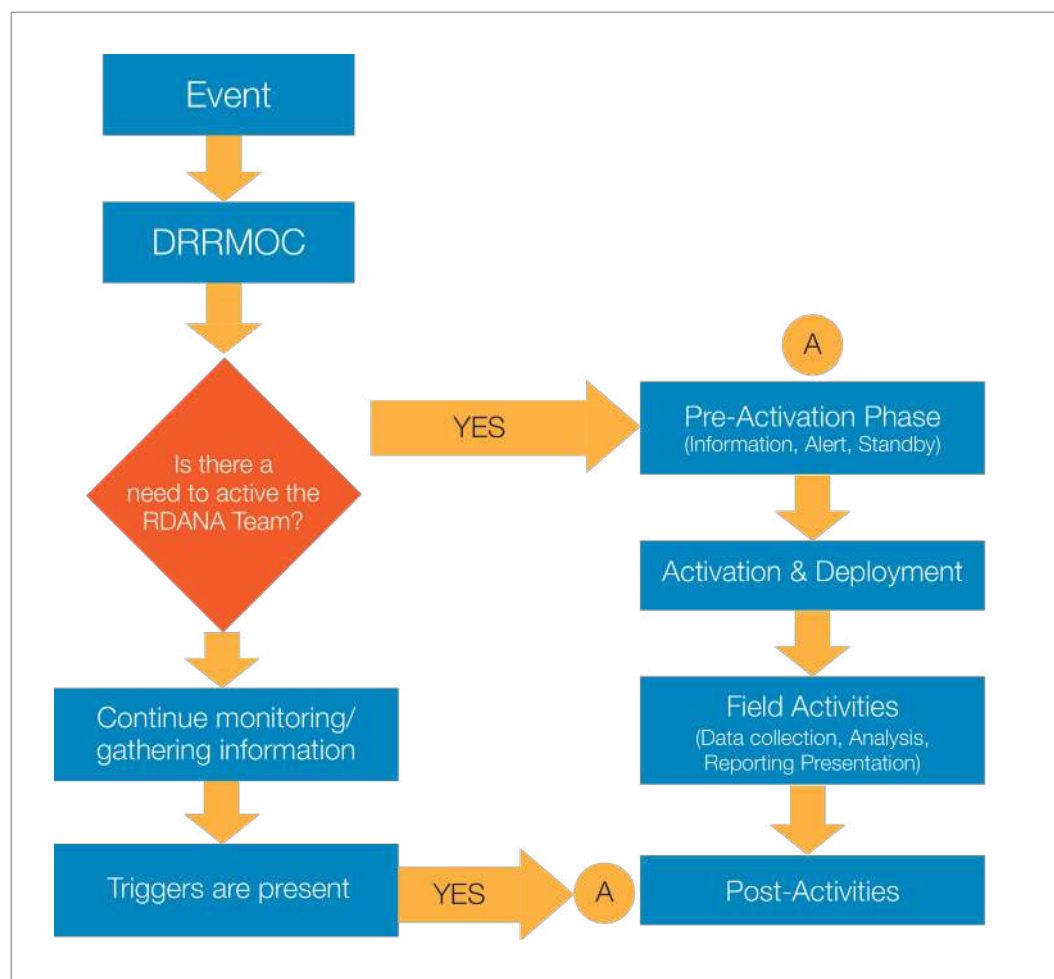 Event
DRRMOC
Is there a
need to active the
RDANA Team?
YES
Continue monitoring/
gathering information
Triggers are present
YES
A
A
Pre-Activation Phase
(Information, Alert, Standby)
Activation & Deployment
Field Activities
(Data collection, Analysis,
Reporting Presentation)
Post-Activities